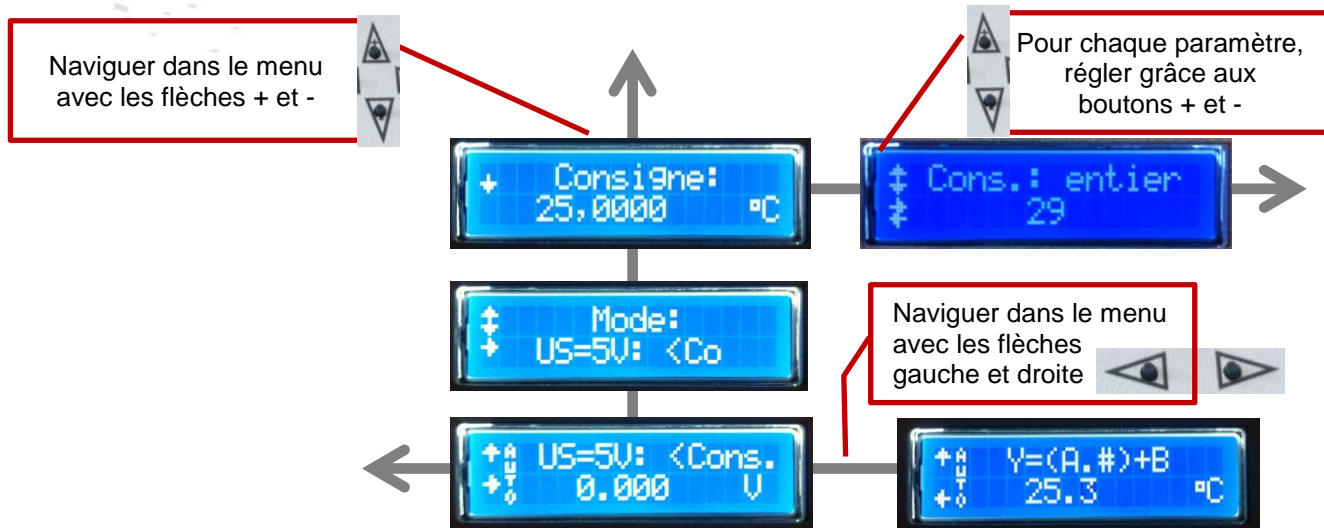 Naviguer dans le menu
avec les flèches + et -
Pour chaque paramètre,
régler grâce aux
boutons + et -
Consigne:
25,0000 °C
Cons.: entier
29
Mode:
US=5V: <Co
Naviguer dans le menu
avec les flèches
gauche et droite
AUTO
US=5V: <Cons.
0.000 V
AUTO
Y=(A.#)+B
25.3 °C